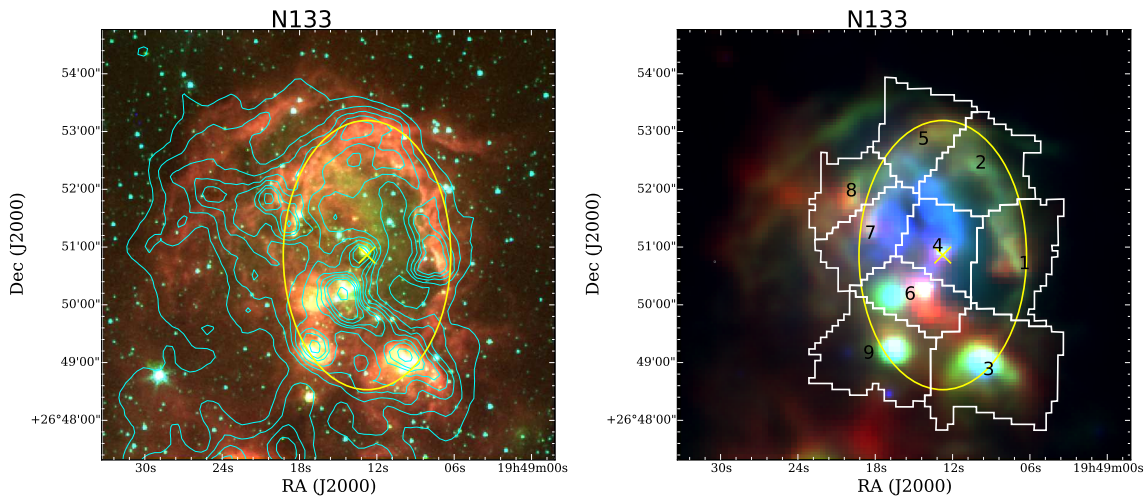 N133
N133
54'00"
53'00"
52'00"
51'00"
50'00"
49'00"
+26°48'00"
Dec (J2000)
30s 24s 18s 12s 06s 19h49m00s
RA (J2000)
54'00"
53'00"
52'00"
51'00"
50'00"
49'00"
+26°48'00"
Dec (J2000)
5
2
8
7
4
1
6
9
3
30s 24s 18s 12s 06s 19h49m00s
RA (J2000)